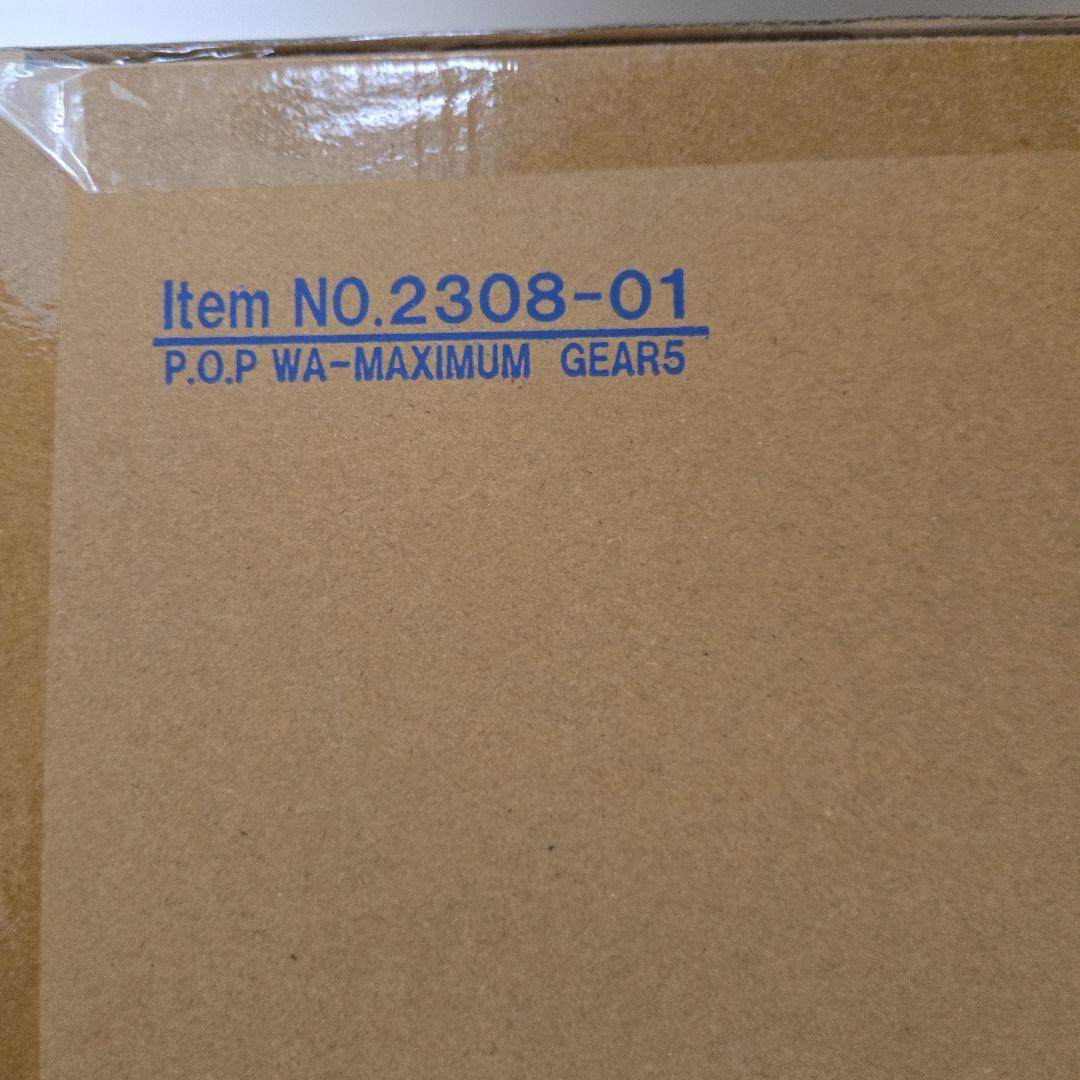 Item NO.2308-01
P.O.P WA-MAXIMUM GEAR5